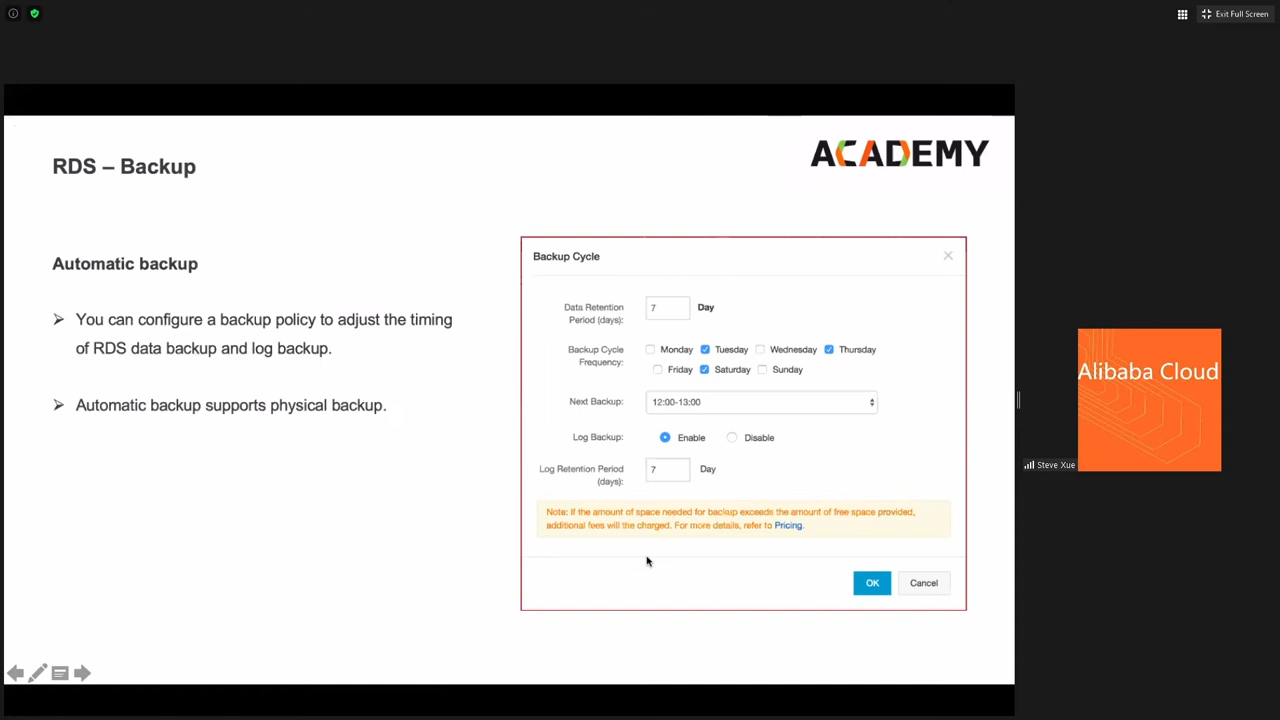 Exit Full Screen
RDS – Backup
ACADEMY
Automatic backup
➢ You can configure a backup policy to adjust the timing
of RDS data backup and log backup.
➢ Automatic backup supports physical backup.
Backup Cycle
Data Retention
Period (days):
7 Day
Backup Cycle
Frequency:
Monday Tuesday Wednesday Thursday
Friday Saturday Sunday
Next Backup: 12:00-13:00
Log Backup: Enable Disable
Log Retention Period
(days):
7 Day
Note: If the amount of space needed for backup exceeds the amount of free space provided,
additional fees will the charged. For more details, refer to Pricing.
OK Cancel
Alibaba Cloud
Steve Xue